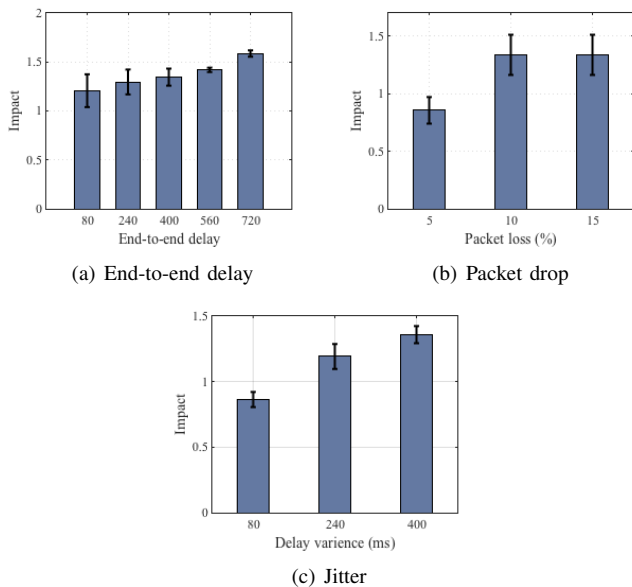 2
1.5
1
0.5
0
Impact
80 240 400 560 720
End-to-end delay
(a) End-to-end delay
1.5
1
0.5
0
Impact
5 10 15
Packet loss (%)
(b) Packet drop
1.5
1
0.5
0
Impact
80 240 400
Delay varience (ms)
(c) Jitter